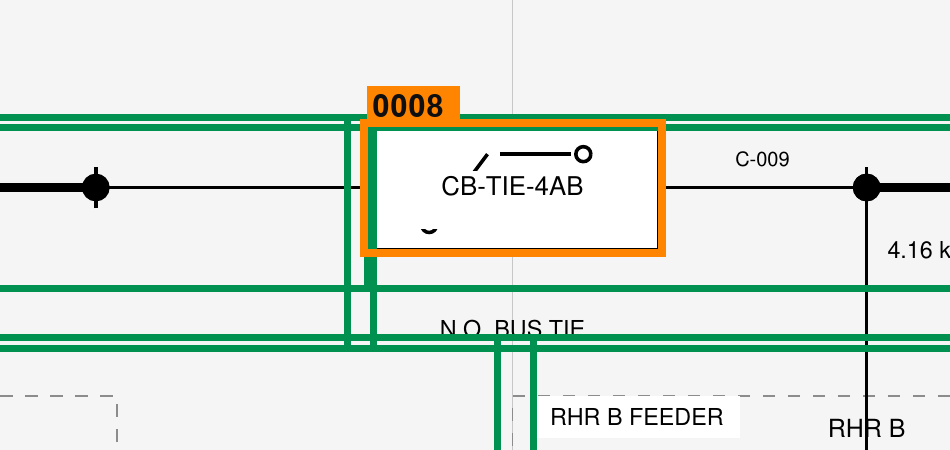 0008
C-009
CB-TIE-4AB
4.16 k
N.O. BUS TIE
RHR B FEEDER
RHR B